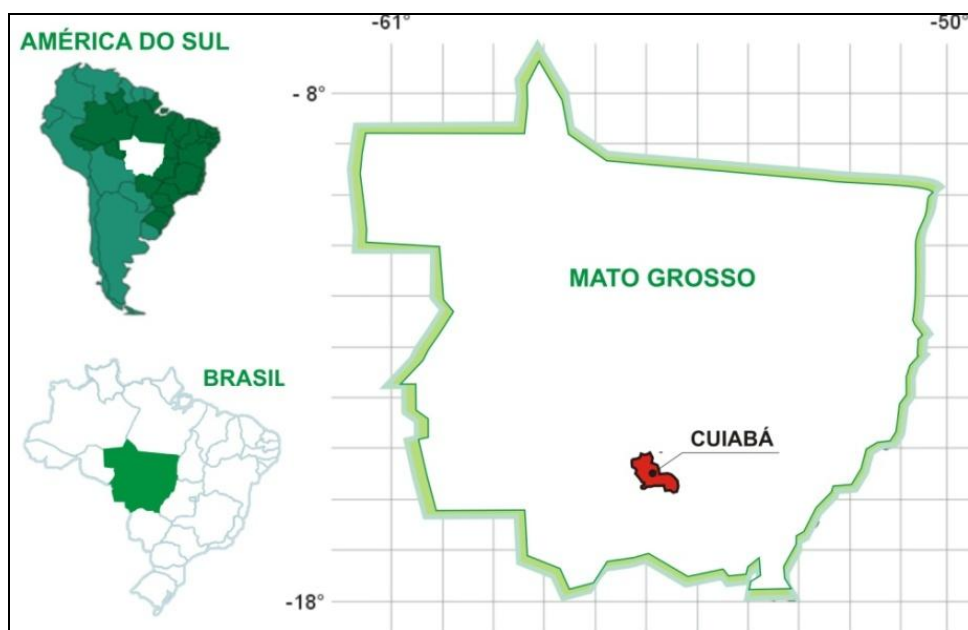 AMÉRICA DO SUL
BRASIL
-61°
-50°
- 8°
MATO GROSSO
CUIABÁ
-18°